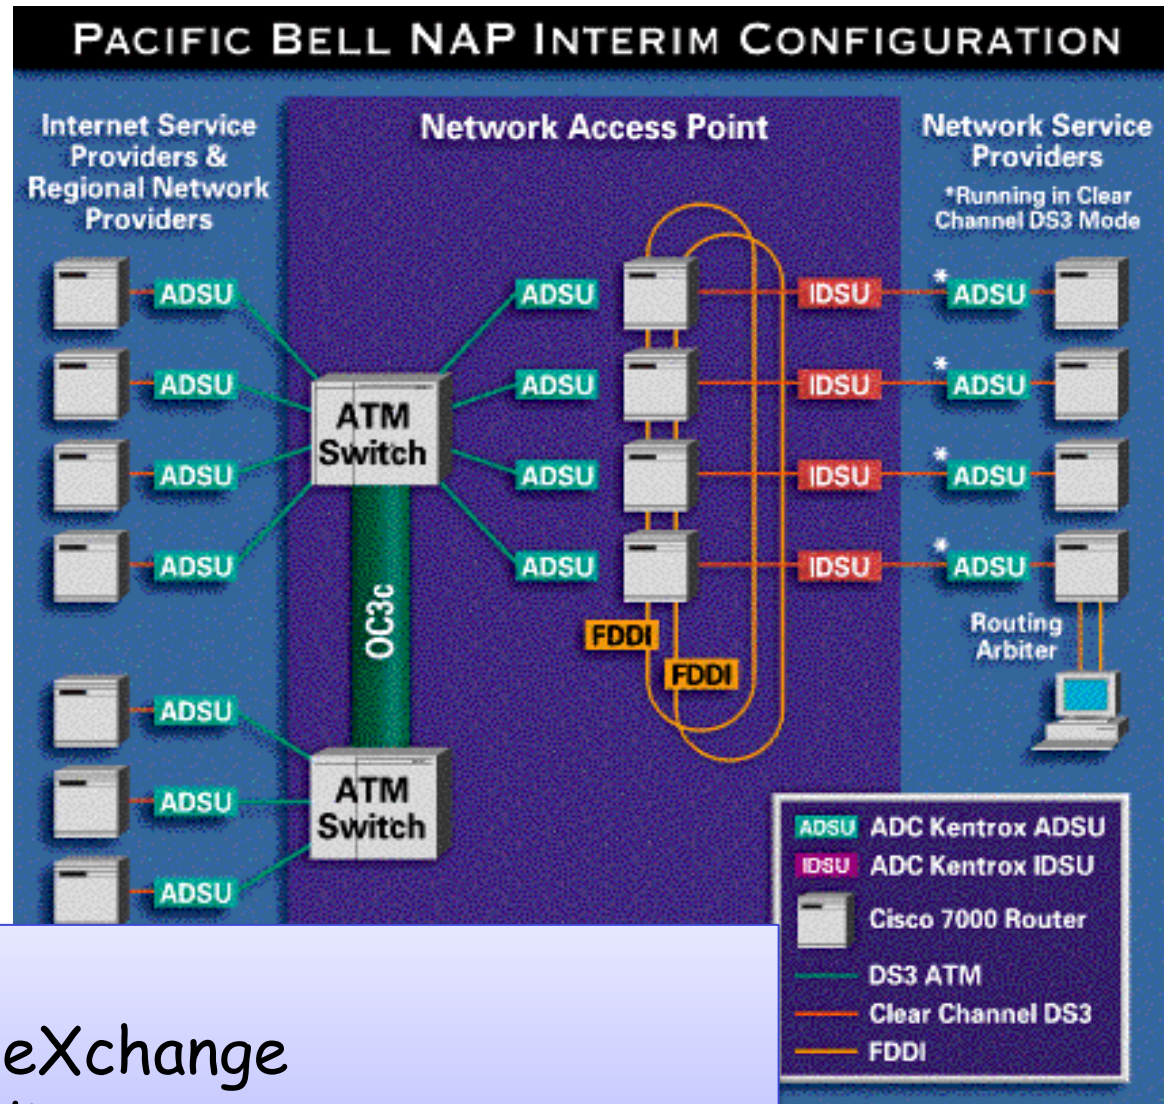 PACIFIC BELL NAP INTERIM CONFIGURATION
Internet Service
Providers &
Regional Network
Providers
Network Access Point
Network Service
Providers
*Running in Clear
Channel DS3 Mode
ADSU
ADSU
IDSU
* ADSU
ADSU
ADSU
IDSU
* ADSU
ATM
Switch
ADSU
ADSU
IDSU
* ADSU
ADSU
ADSU
IDSU
* ADSU
OC3c
FDDI
FDDI
Routing
Arbiter
ADSU
ADSU
ATM
Switch
ADSU
ADSU ADC Kentrox ADSU
IDSU ADC Kentrox IDSU
Cisco 7000 Router
DS3 ATM
Clear Channel DS3
FDDI
eXchange